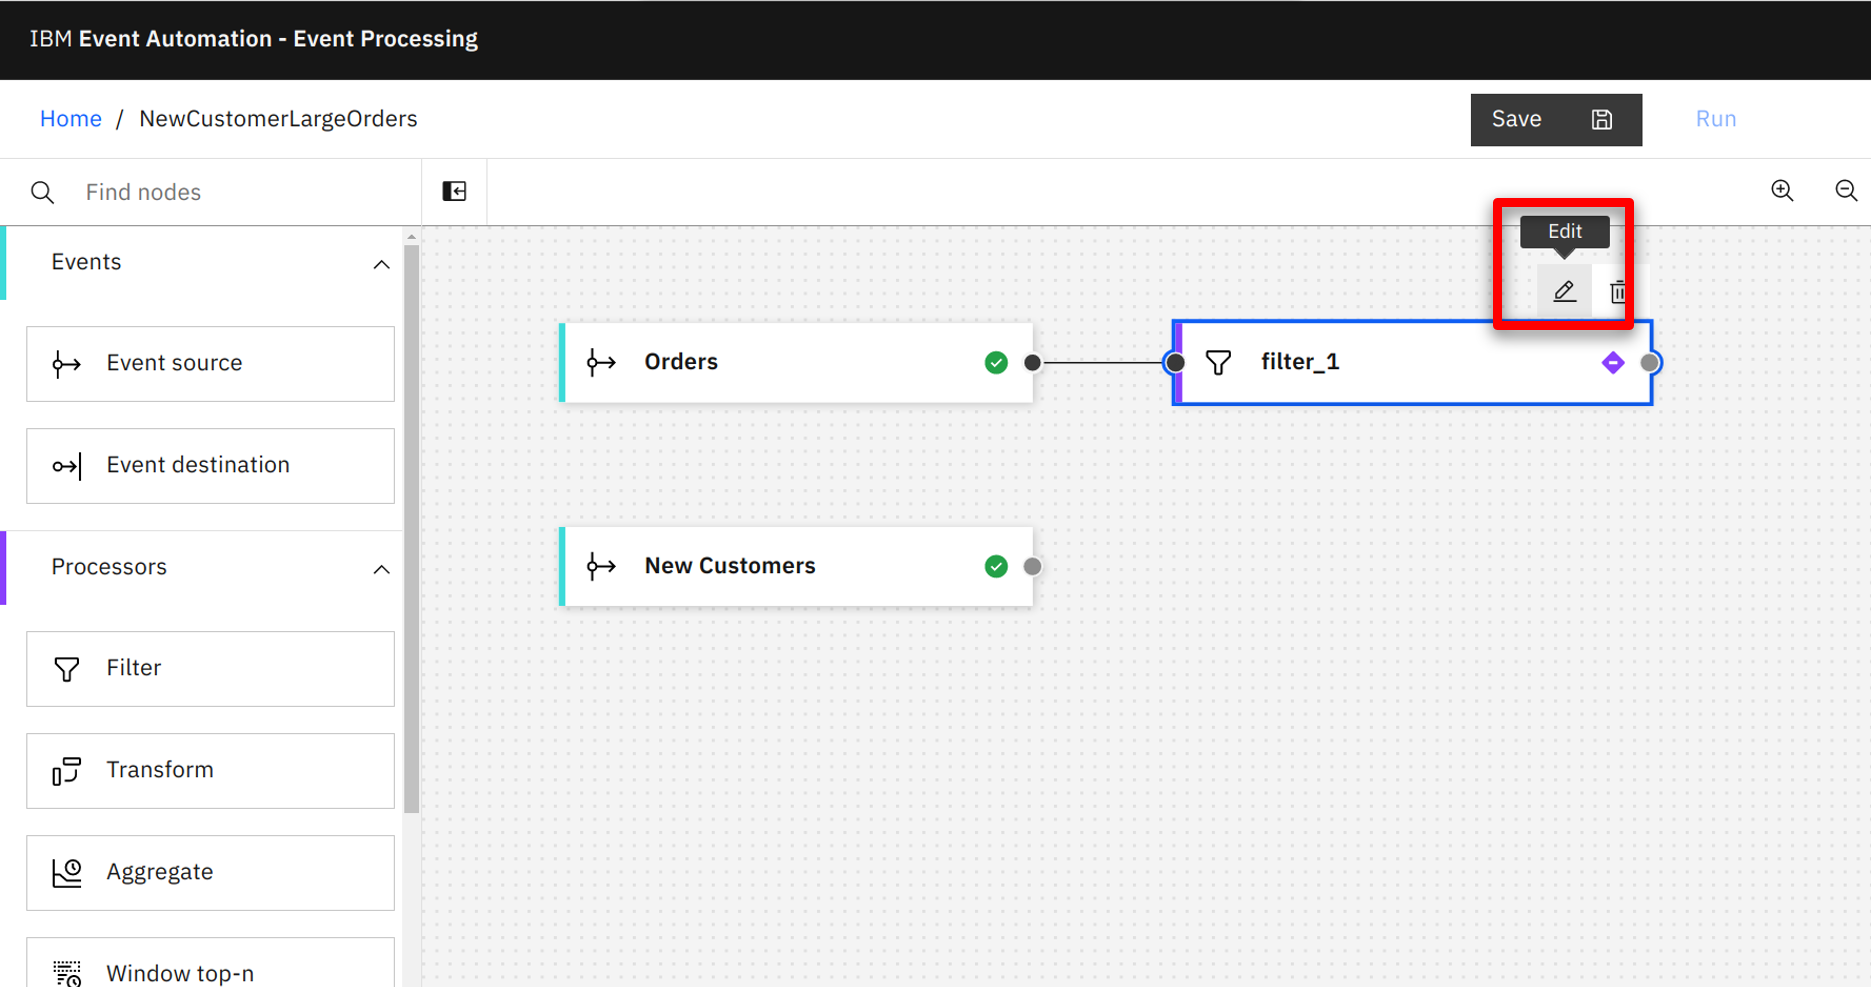 IBM Event Automation - Event Processing
Home / NewCustomerLargeOrders
Save
Run
Find nodes
Edit
Events
Event source
Orders
filter_1
Event destination
New Customers
Processors
Filter
Transform
Aggregate
Window top-n